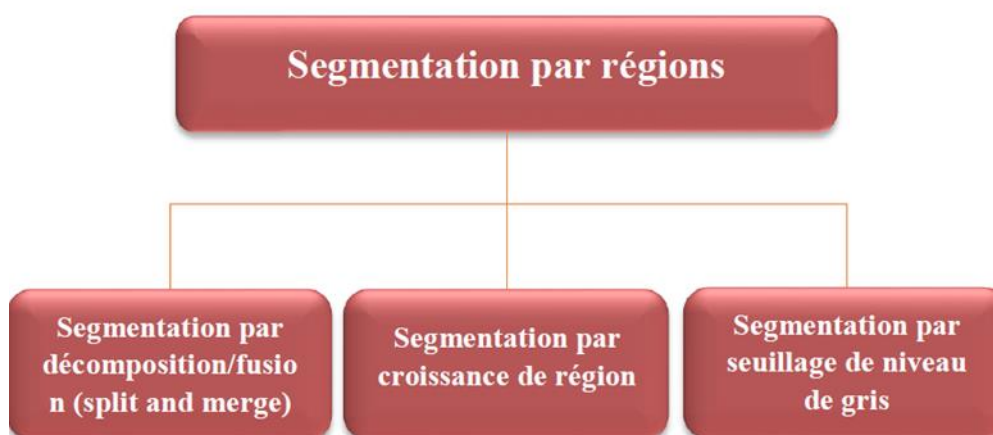 Segmentation par régions
Segmentation par
décomposition/fusio
n (split and merge)
Segmentation par
croissance de région
Segmentation par
seuillage de niveau
de gris